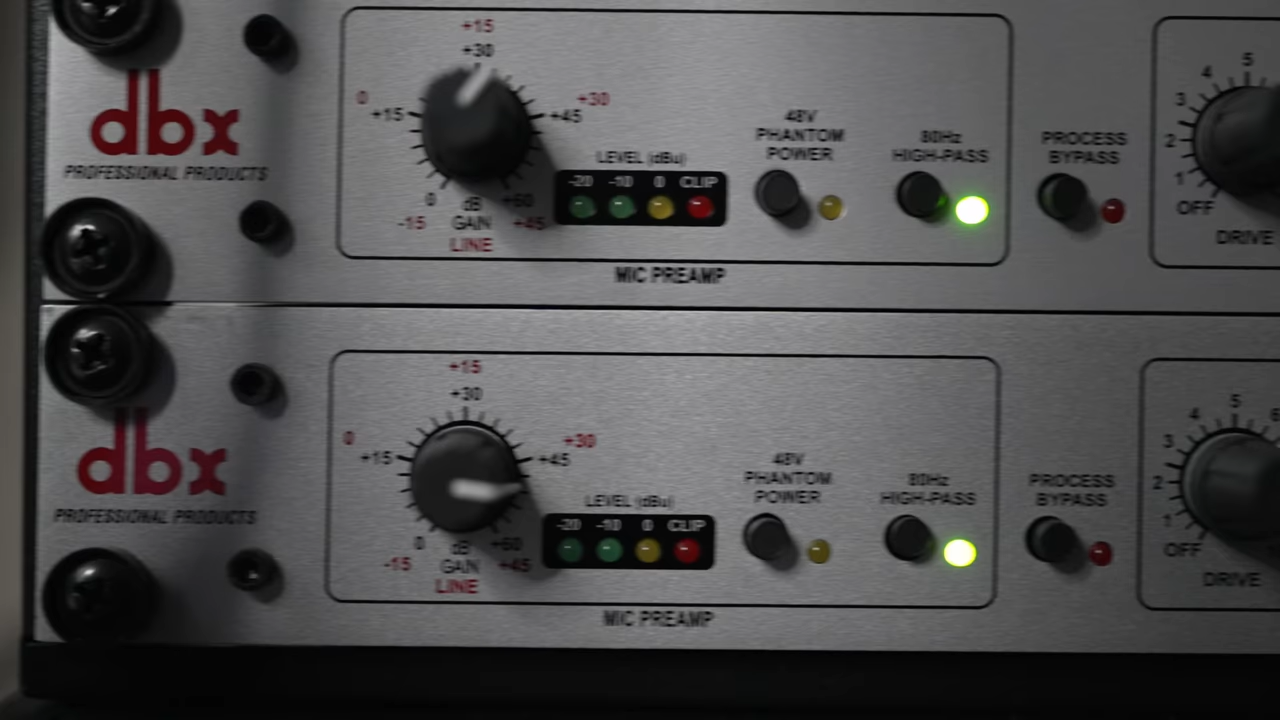 dbx
PROFESSIONAL PRODUCTS
+15
+30
0
+15
+30
+45
0
dB
+60
-15
GAIN
+45
LINE
LEVEL (dBu)
-20 -10 0 CLIP
48V
PHANTOM
POWER
80Hz
HIGH-PASS
PROCESS
BYPASS
MIC PREAMP
5
4
3
2
1
OFF
DRIVE
dbx
PROFESSIONAL PRODUCTS
+15
+30
0
+15
+30
+45
0
dB
+60
-15
GAIN
+45
LINE
LEVEL (dBu)
-20 -10 0 CLIP
48V
PHANTOM
POWER
80Hz
HIGH-PASS
PROCESS
BYPASS
MIC PREAMP
5
6
4
3
2
1
OFF
DRIVE